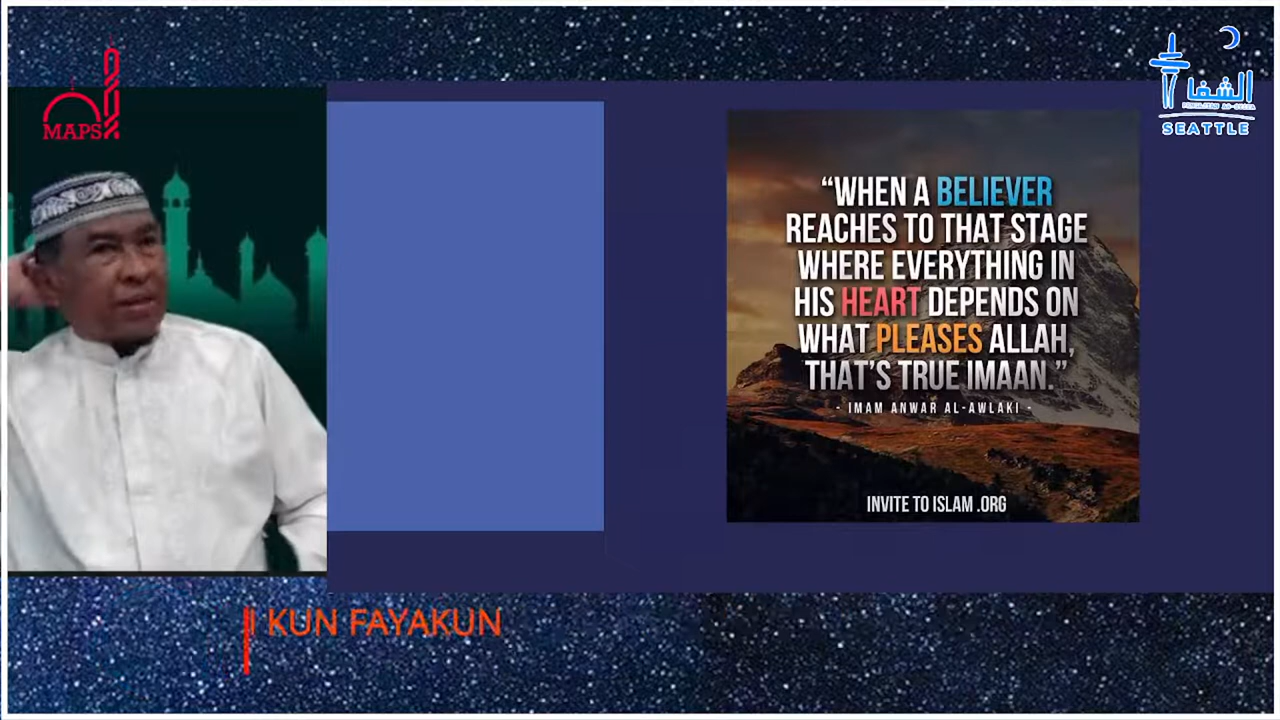 MAPS
الشفاء
SEATTLE
“WHEN A BELIEVER
REACHES TO THAT STAGE
WHERE EVERYTHING IN
HIS HEART DEPENDS ON
WHAT PLEASES ALLAH,
THAT’S TRUE IMAAN.”
- IMAM ANWAR AL-AWLAKI -
INVITE TO ISLAM .ORG
KUN FAYAKUN